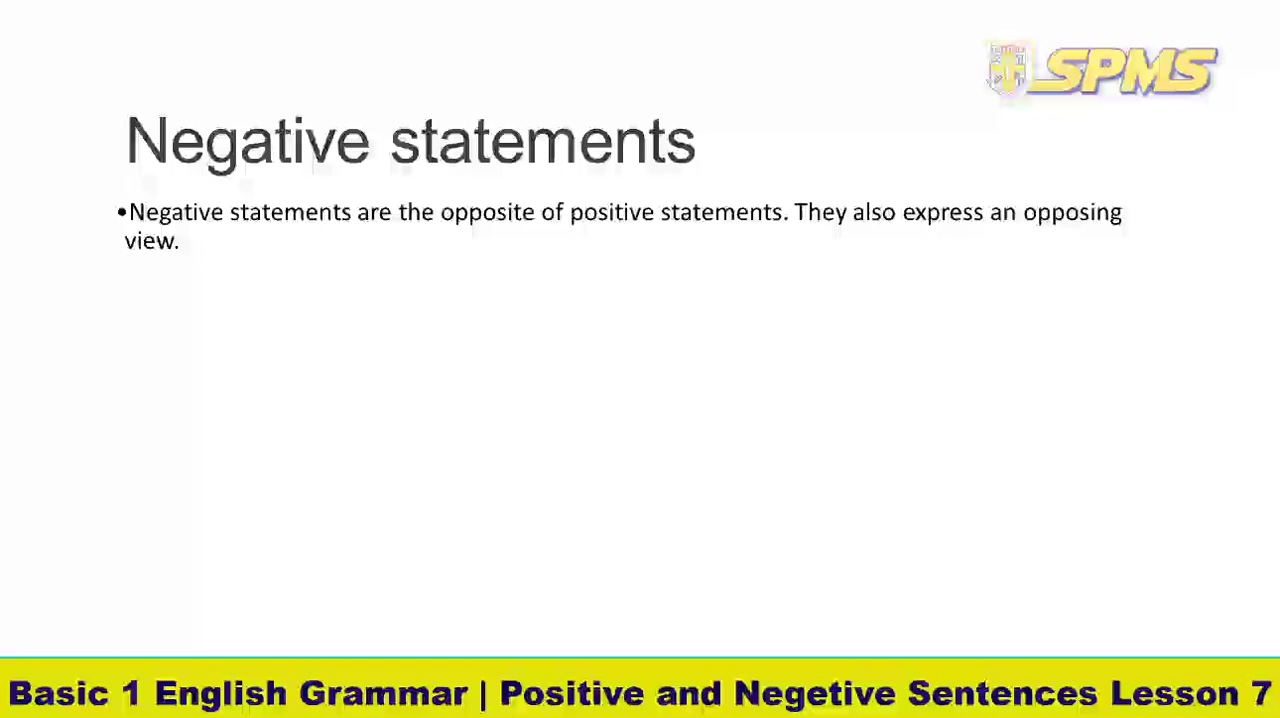 SPMS
Negative statements
•Negative statements are the opposite of positive statements. They also express an opposing
view.
Basic 1 English Grammar | Positive and Negetive Sentences Lesson 7